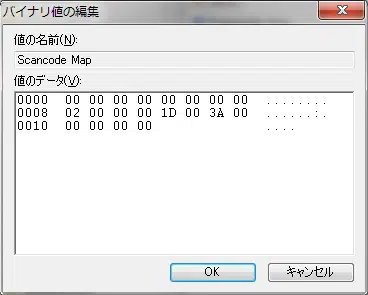 バイナリ値の編集
値の名前(N):
Scancode Map
値のデータ(V):
0000 00 00 00 00 00 00 00 00 ........
0008 02 00 00 00 1D 00 3A 00 ......:.
0010 00 00 00 00 ....
OK キャンセル